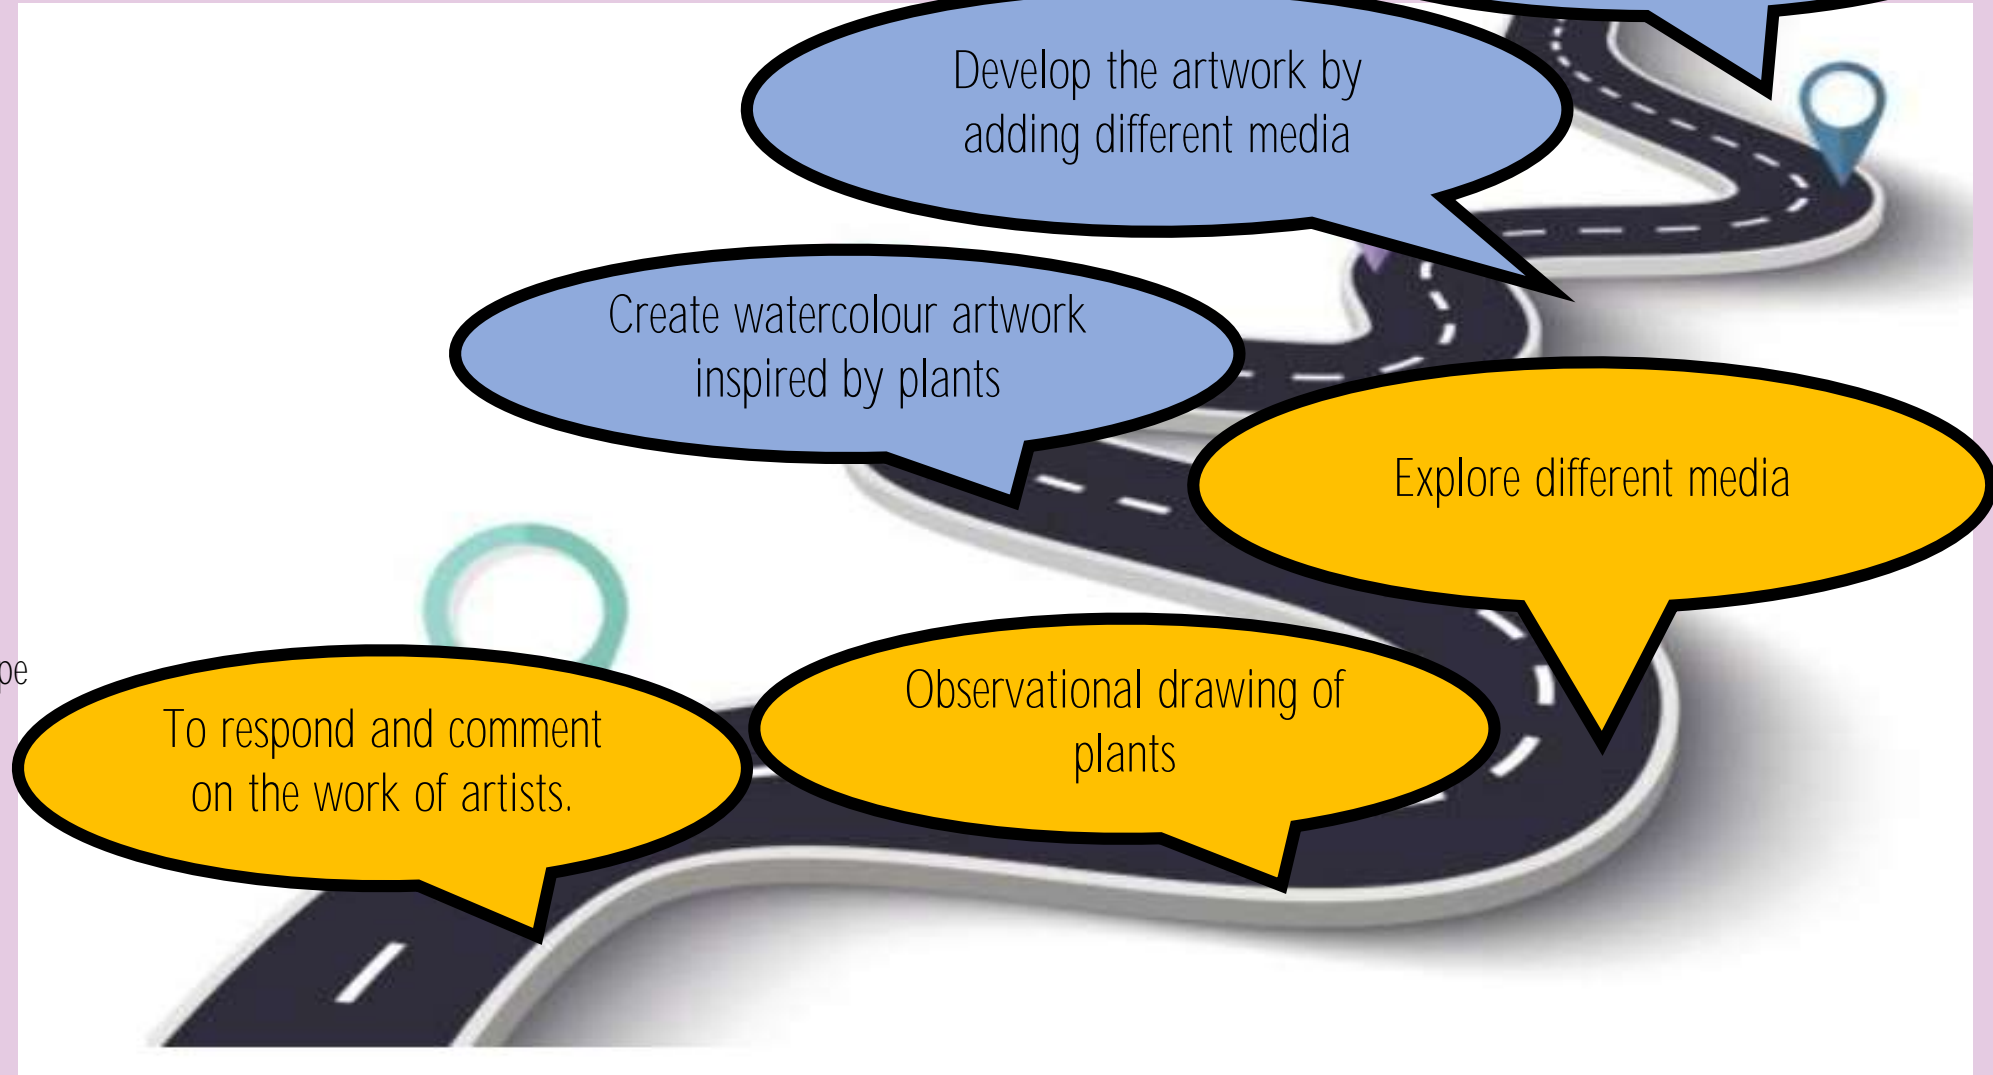 Develop the artwork by
adding different media
Create watercolour artwork
inspired by plants
Explore different media
Observational drawing of
plants
To respond and comment
on the work of artists.